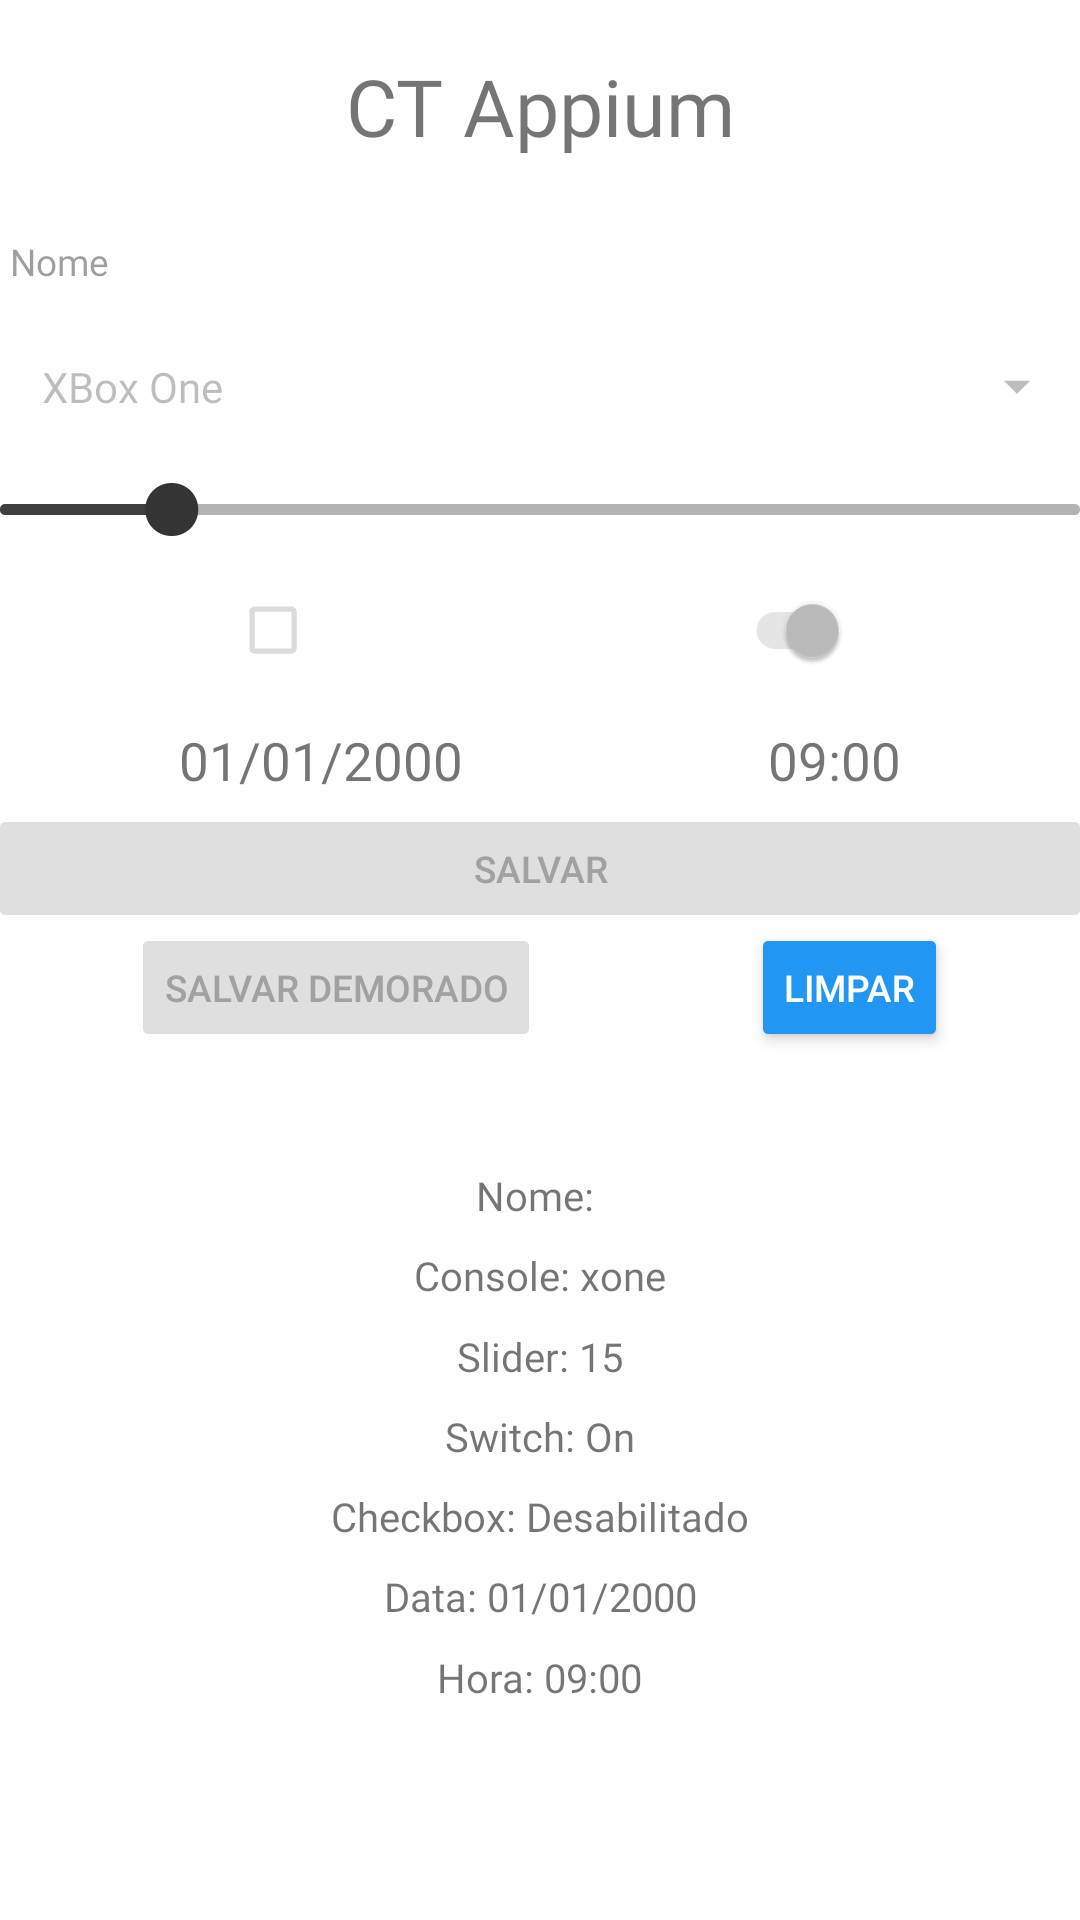 CT Appium
Nome
XBox One
01/01/2000 09:00
SALVAR
SALVAR DEMORADO LIMPAR
Nome:
Console: xone
Slider: 15
Switch: On
Checkbox: Desabilitado
Data: 01/01/2000
Hora: 09:00